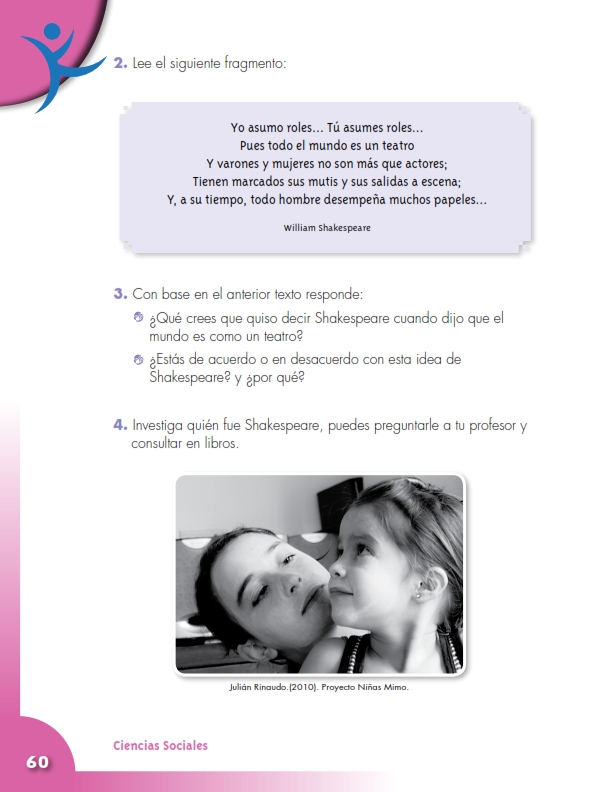 2. Lee el siguiente fragmento:
Yo asumo roles... Tú asumes roles...
Pues todo el mundo es un teatro
Y varones y mujeres no son más que actores;
Tienen marcados sus mutis y sus salidas a escena;
Y, a su tiempo, todo hombre desempeña muchos papeles...
William Shakespeare
3. Con base en el anterior texto responde:
¿Qué crees que quiso decir Shakespeare cuando dijo que el
mundo es como un teatro?
¿Estás de acuerdo o en desacuerdo con esta idea de
Shakespeare? y ¿por qué?
4. Investiga quién fue Shakespeare, puedes preguntarle a tu profesor y
consultar en libros.
Julián Rinaudo.(2010). Proyecto Niñas Mimo.
Ciencias Sociales
60